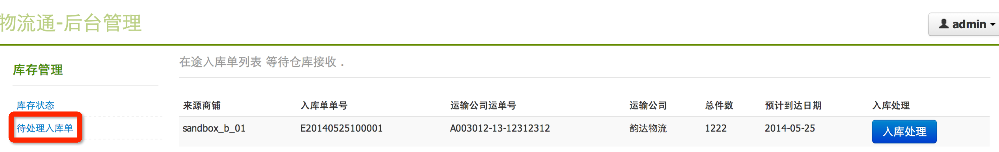 物流通-后台管理
admin
库存管理
库存状态
待处理入库单
在途入库单列表 等待仓库接收 .
来源商铺 入库单单号 运输公司运单号 运输公司 总件数 预计到达日期 入库处理
sandbox_b_01 E20140525100001 A003012-13-12312312 韵达物流 1222 2014-05-25 入库处理